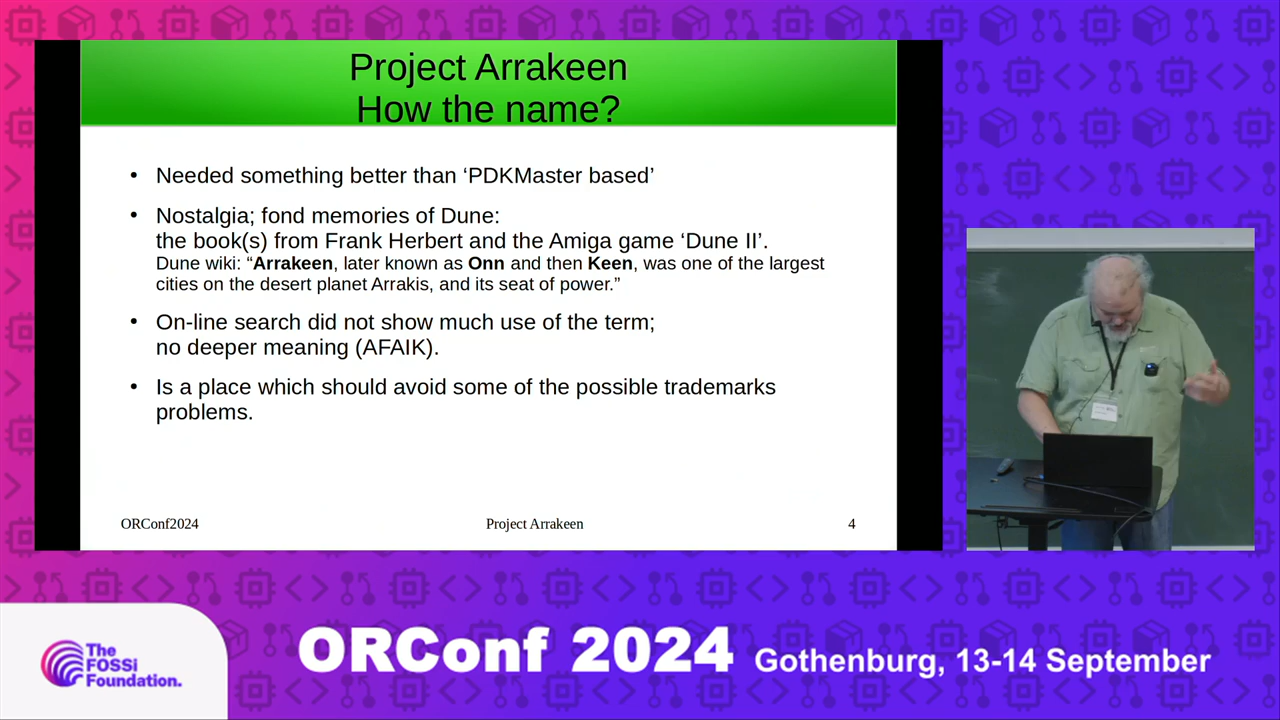 Project Arrakeen
How the name?
• Needed something better than ‘PDKMaster based’
• Nostalgia; fond memories of Dune:
the book(s) from Frank Herbert and the Amiga game ‘Dune II’.
Dune wiki: “Arrakeen, later known as Onn and then Keen, was one of the largest
cities on the desert planet Arrakis, and its seat of power.”
• On-line search did not show much use of the term;
no deeper meaning (AFAIK).
• Is a place which should avoid some of the possible trademarks
problems.
ORConf2024
Project Arrakeen
4
The
FOSSi
Foundation.
ORConf 2024 Gothenburg, 13-14 September